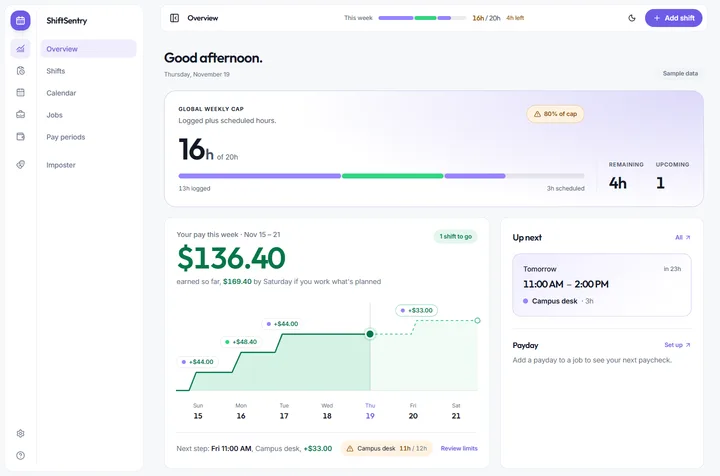 ShiftSentry
Overview
Shifts
Calendar
Jobs
Pay periods
Imposter
Overview
This week
16h / 20h
4h left
+ Add shift
Good afternoon.
Thursday, November 19
Sample data
GLOBAL WEEKLY CAP
Logged plus scheduled hours.
80% of cap
16h of 20h
13h logged
3h scheduled
REMAINING
4h
UPCOMING
1
Your pay this week · Nov 15 – 21
1 shift to go
$136.40
earned so far, $169.40 by Saturday if you work what's planned
+$44.00
+$48.40
+$44.00
+$33.00
Sun Mon Tue Wed Thu Fri Sat
15 16 17 18 19 20 21
Next step: Fri 11:00 AM, Campus desk, +$33.00
Campus desk 11h / 12h
Review limits
Up next
All
Tomorrow
in 23h
11:00 AM – 2:00 PM
Campus desk · 3h
Payday
Set up
Add a payday to a job to see your next paycheck.